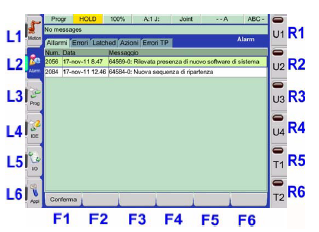 Progr HOLD 100% A:1 J: Joint - - A ABC -
No messages
Allarmi Errori Latched Azioni Errori TP Alarm
Num. Data Messaggio
2056 17-nov-11 8.47 64569-0: Rilevata presenza di nuovo software di sistema
2084 17-nov-11 12.46 64584-0: Nuova sequenza di ripartenza
L1 Motion U1 R1
L2 Alarm U2 R2
L3 Prog U3 R3
L4 IDE U4 R4
L5 I/O T1 R5
L6 Appl T2 R6
Conferma
F1 F2 F3 F4 F5 F6